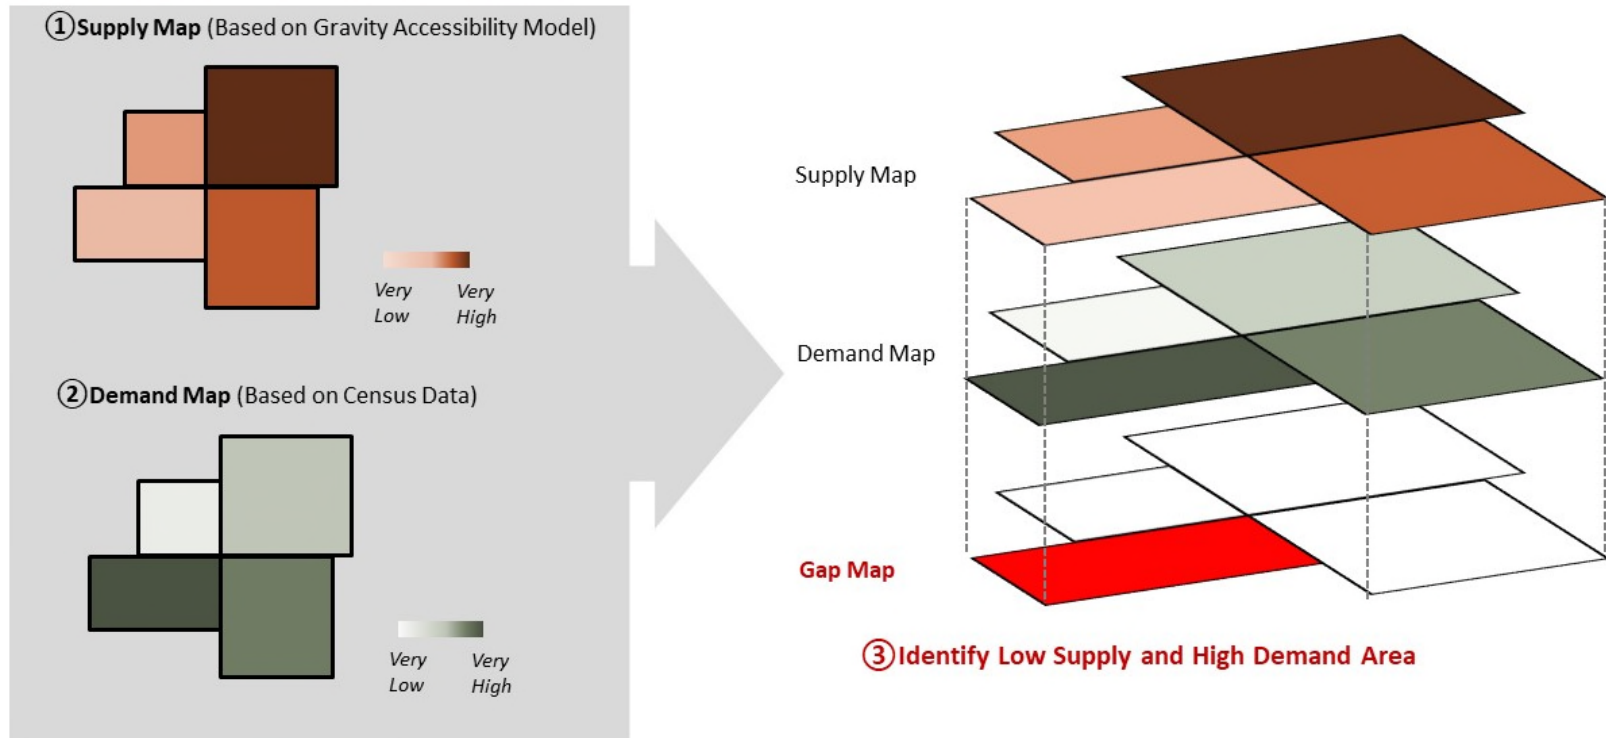 ①Supply Map (Based on Gravity Accessibility Model)
Very
Low
Very
High
②Demand Map (Based on Census Data)
Very
Low
Very
High
Supply Map
Demand Map
Gap Map
③Identify Low Supply and High Demand Area